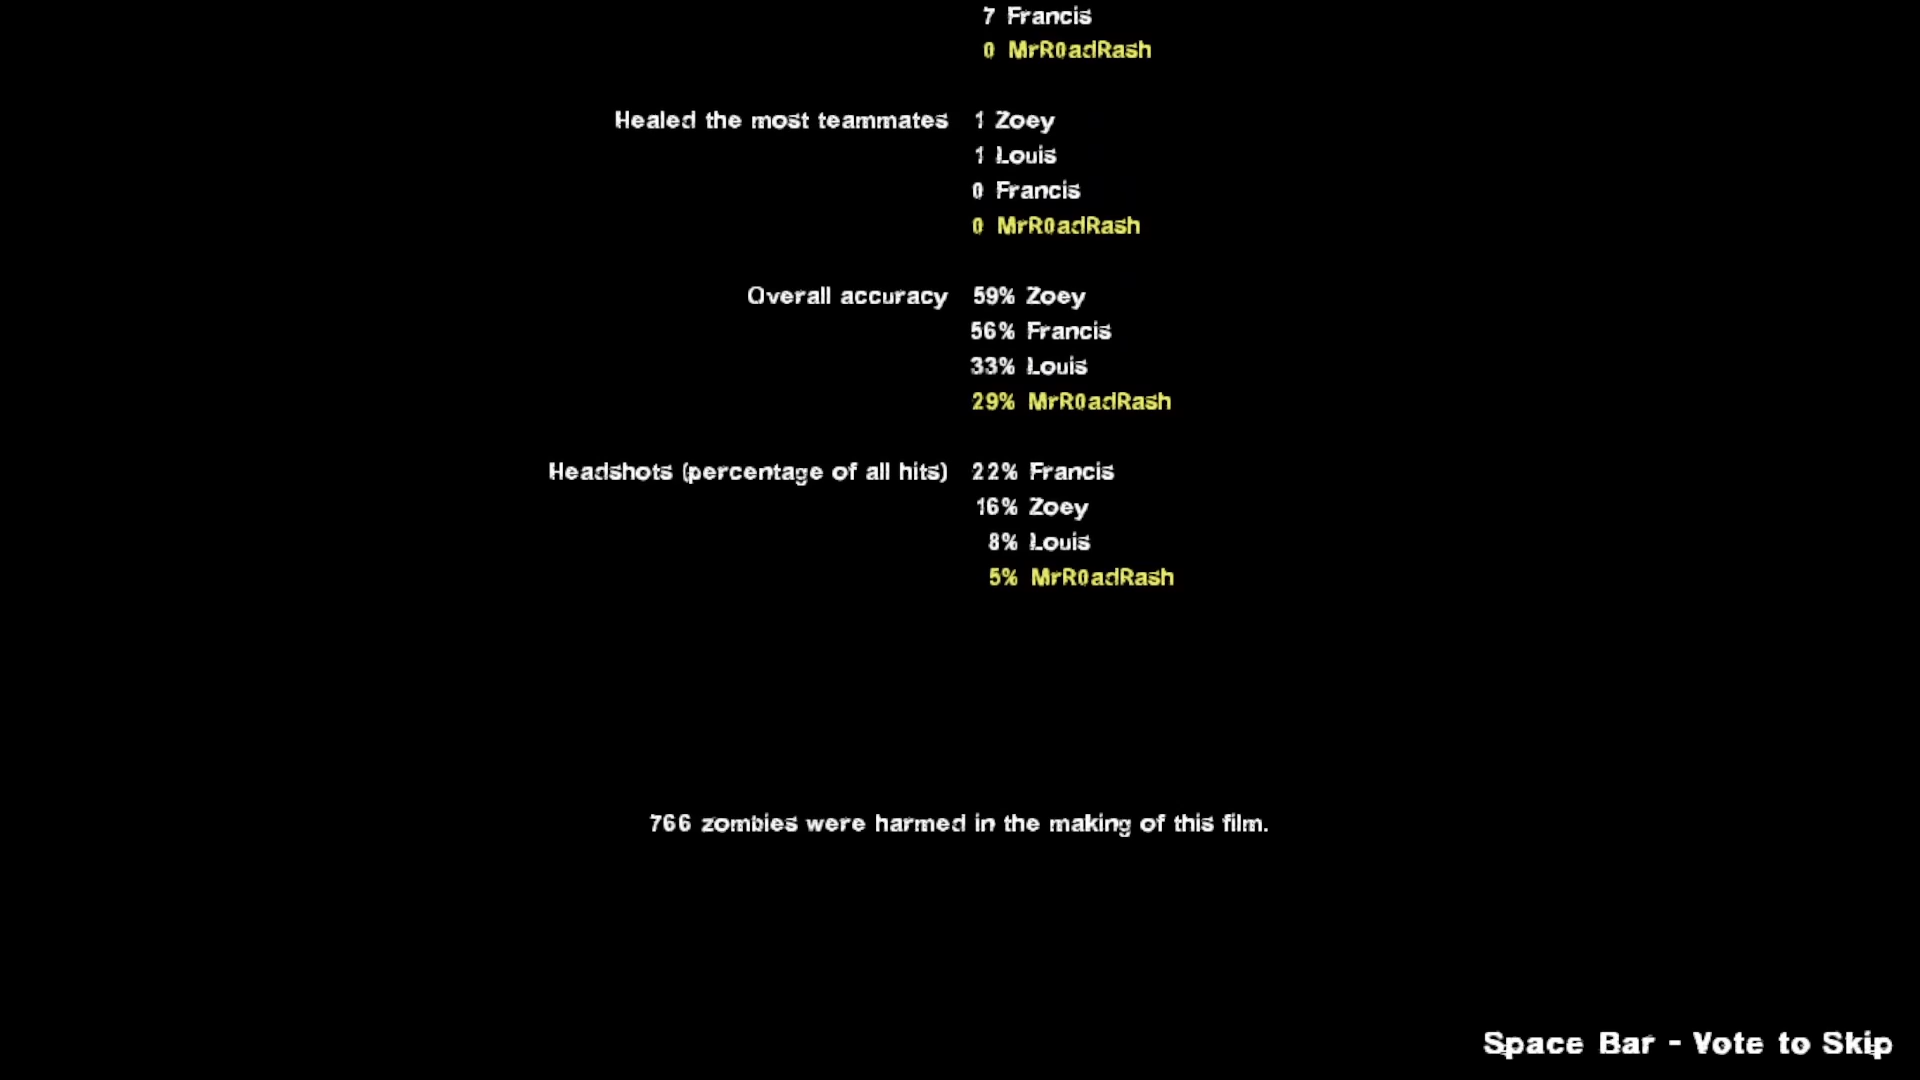 7 Francis
0 MrR0adRash
Healed the most teammates 1 Zoey
1 Louis
0 Francis
0 MrR0adRash
Overall accuracy 59% Zoey
56% Francis
33% Louis
29% MrR0adRash
Headshots (percentage of all hits) 22% Francis
16% Zoey
8% Louis
5% MrR0adRash
766 zombies were harmed in the making of this film.
Space Bar - Vote to Skip